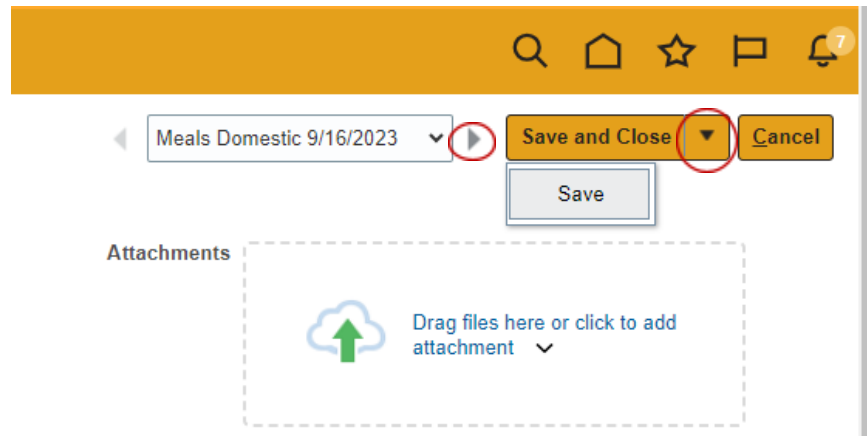 7
Meals Domestic 9/16/2023
Save and Close
Cancel
Save
Attachments
Drag files here or click to add
attachment